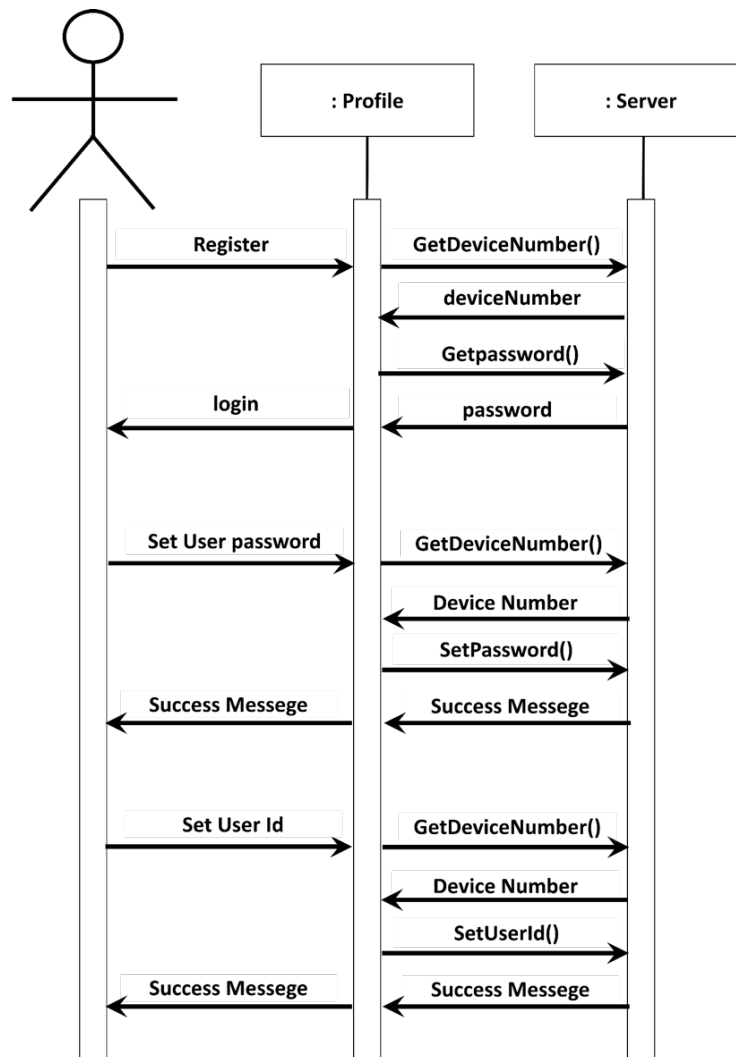 : Profile
: Server
Register
GetDeviceNumber()
deviceNumber
Getpassword()
login
password
Set User password
GetDeviceNumber()
Device Number
SetPassword()
Success Messege
Success Messege
Set User Id
GetDeviceNumber()
Device Number
SetUserId()
Success Messege
Success Messege